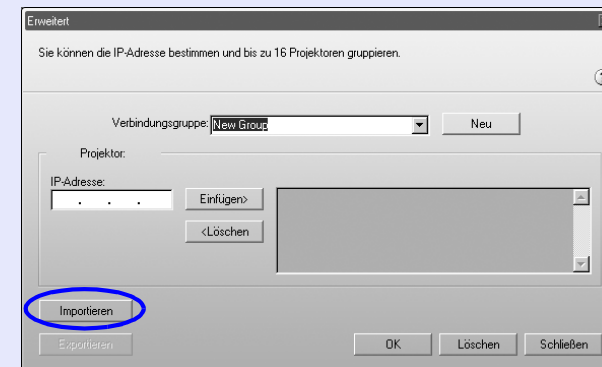 Erweitert
Sie können die IP-Adresse bestimmen und bis zu 16 Projektoren gruppieren.
Verbindungsgruppe: New Group
Neu
Projektor:
IP-Adresse:
. . .
Einfügen>
<Löschen
Importieren
Exportieren
OK
Löschen
Schließen